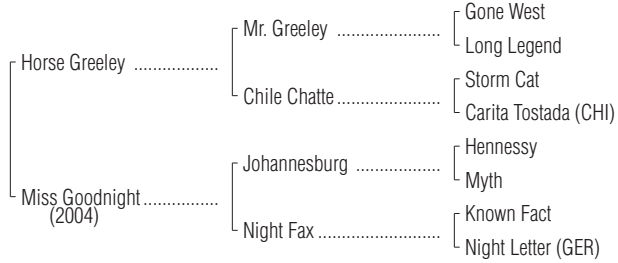 Gone West
Mr. Greeley ..................
Long Legend
Horse Greeley ..................
Storm Cat
Chile Chatte ......................
Carita Tostada (CHI)
Hennessy
Johannesburg ..................
Myth
Miss Goodnight ................
(2004)
Known Fact
Night Fax ..........................
Night Letter (GER)